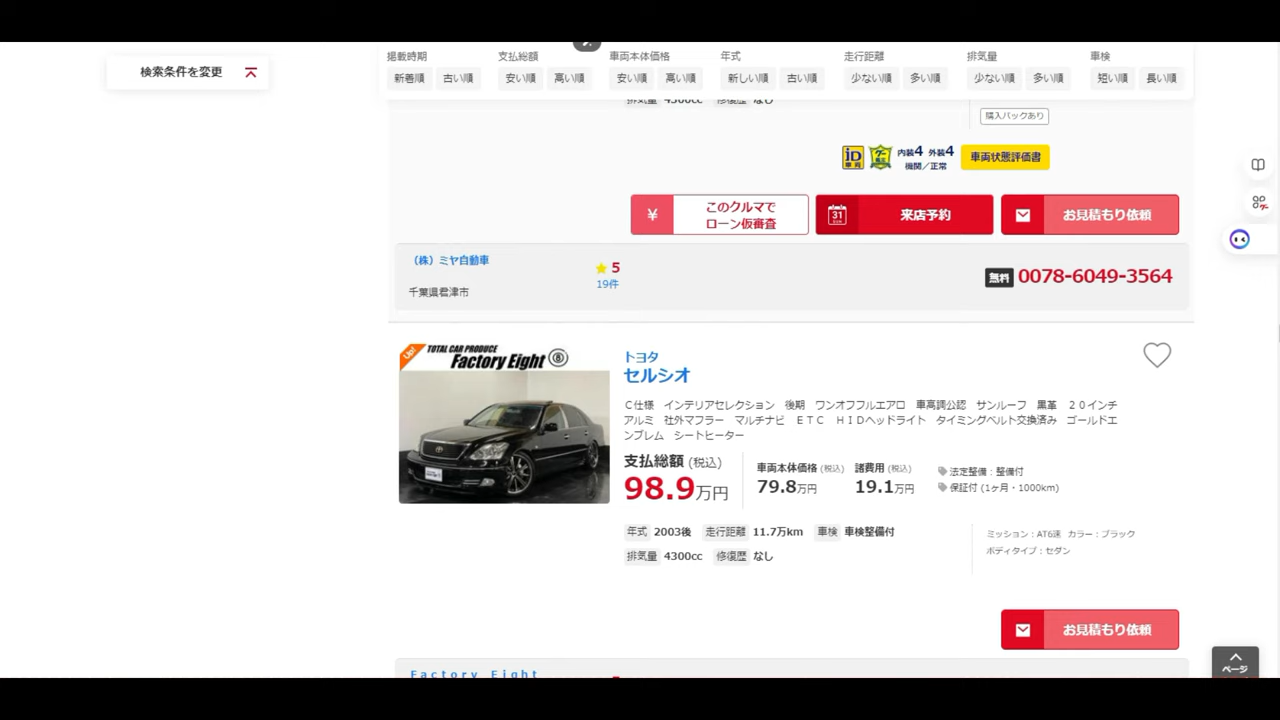 検索条件を変更
掲載時期 支払総額 車両本体価格 年式 走行距離 排気量 車検
新着順 古い順 安い順 高い順 安い順 高い順 新しい順 古い順 少ない順 多い順 少ない順 多い順 短い順 長い順
排気量 4300cc 修復歴 なし
購入パックあり
iD 車両 内装4 外装4 車両状態評価書
機関/正常
¥ このクルマで
ローン仮審査
31 来店予約
お見積もり依頼
（株）ミヤ自動車
5
19件
千葉県君津市
無料 0078-6049-3564
Up! TOTAL CAR PRODUCE
Factory Eight ⑧
トヨタ
セルシオ
Ｃ仕様 インテリアセレクション 後期 ワンオフフルエアロ 車高調公認 サンルーフ 黒革 ２０インチ
アルミ 社外マフラー マルチナビ ＥＴＣ ＨＩＤヘッドライト タイミングベルト交換済み ゴールドエ
ンブレム シートヒーター
支払総額 (税込) 車両本体価格 (税込) 諸費用 (税込) 法定整備：整備付
98.9万円 79.8万円 19.1万円 保証付 (1ヶ月・1000km)
年式 2003後 走行距離 11.7万km 車検 車検整備付 ミッション：AT6速 カラー：ブラック
排気量 4300cc 修復歴 なし ボディタイプ：セダン
お見積もり依頼
Factory Eight
ページ